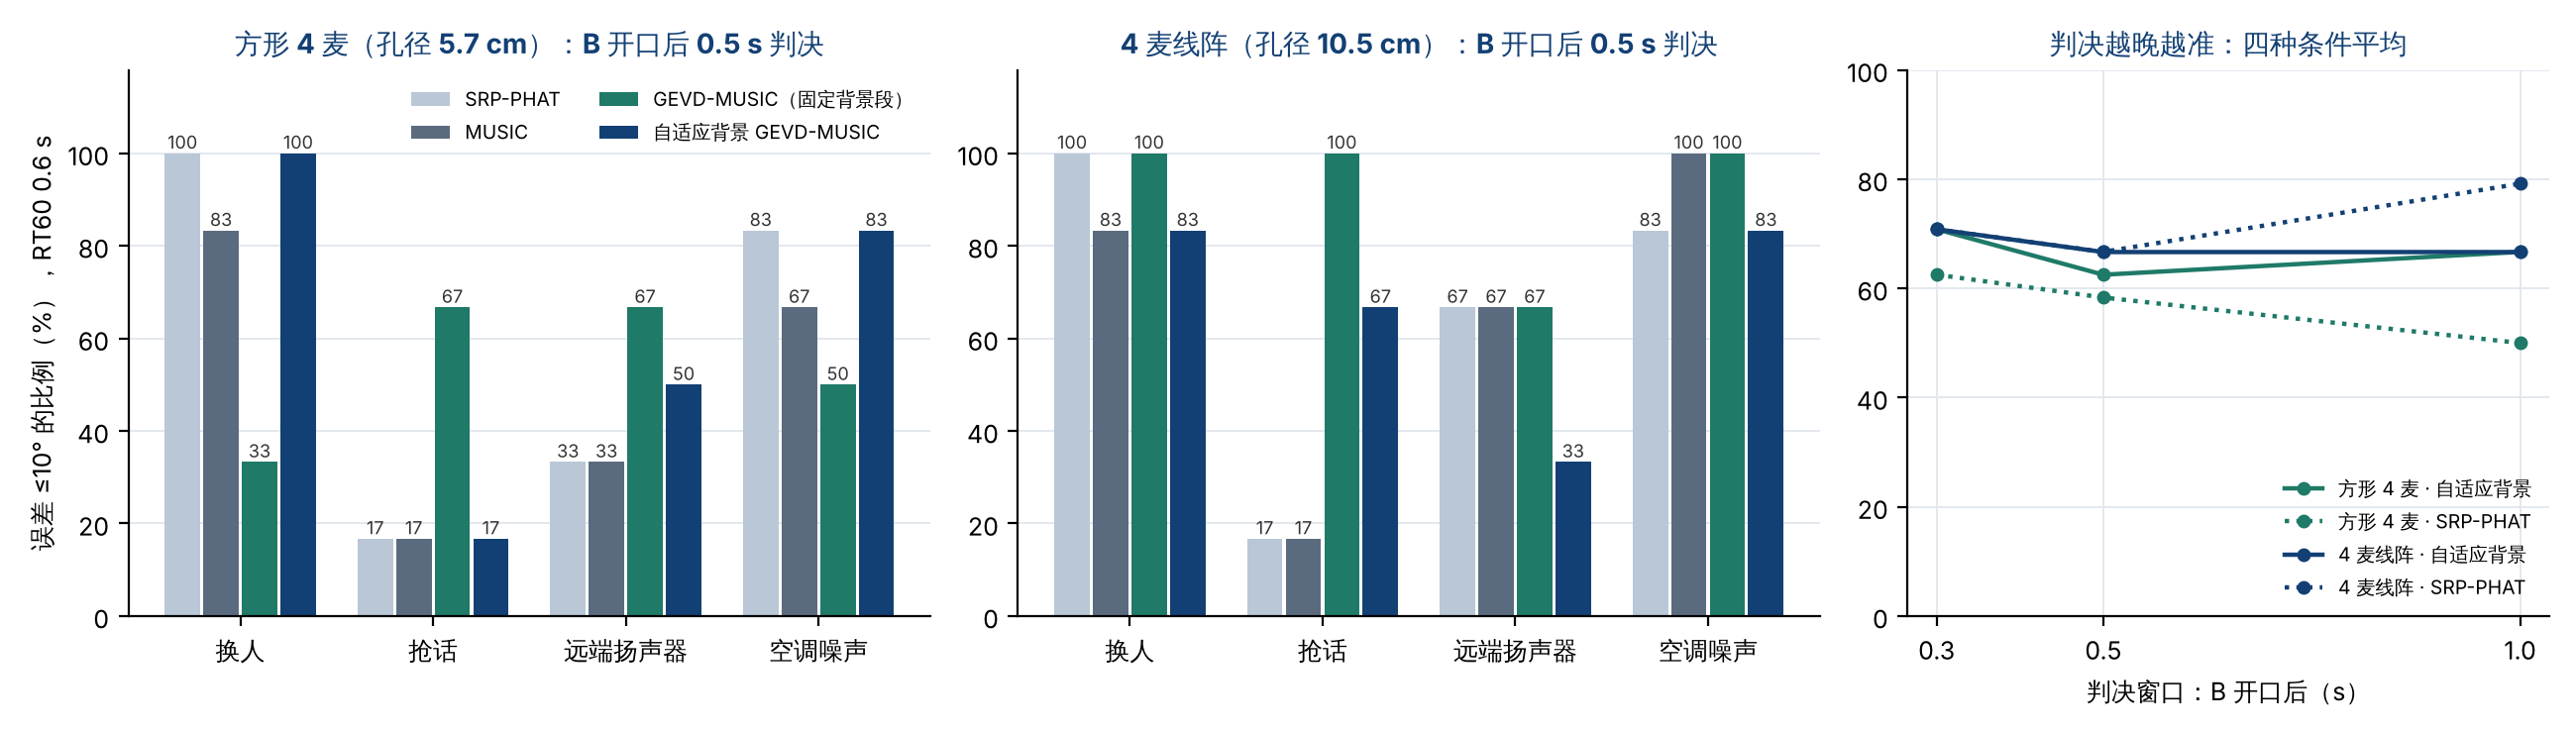 方形 4 麦（孔径 5.7 cm）：B 开口后 0.5 s 判决
误差 ≤10° 的比例（%），RT60 0.6 s
SRP-PHAT
MUSIC
GEVD-MUSIC（固定背景段）
自适应背景 GEVD-MUSIC
100
80
60
40
20
0
100
83
33
100
17
17
67
17
33
33
67
50
83
67
50
83
换人
抢话
远端扬声器
空调噪声
4 麦线阵（孔径 10.5 cm）：B 开口后 0.5 s 判决
100
80
60
40
20
0
100
83
100
83
17
17
100
67
67
67
67
33
83
100
100
83
换人
抢话
远端扬声器
空调噪声
判决越晚越准：四种条件平均
100
80
60
40
20
0
方形 4 麦 · 自适应背景
方形 4 麦 · SRP-PHAT
4 麦线阵 · 自适应背景
4 麦线阵 · SRP-PHAT
0.3
0.5
1.0
判决窗口：B 开口后（s）